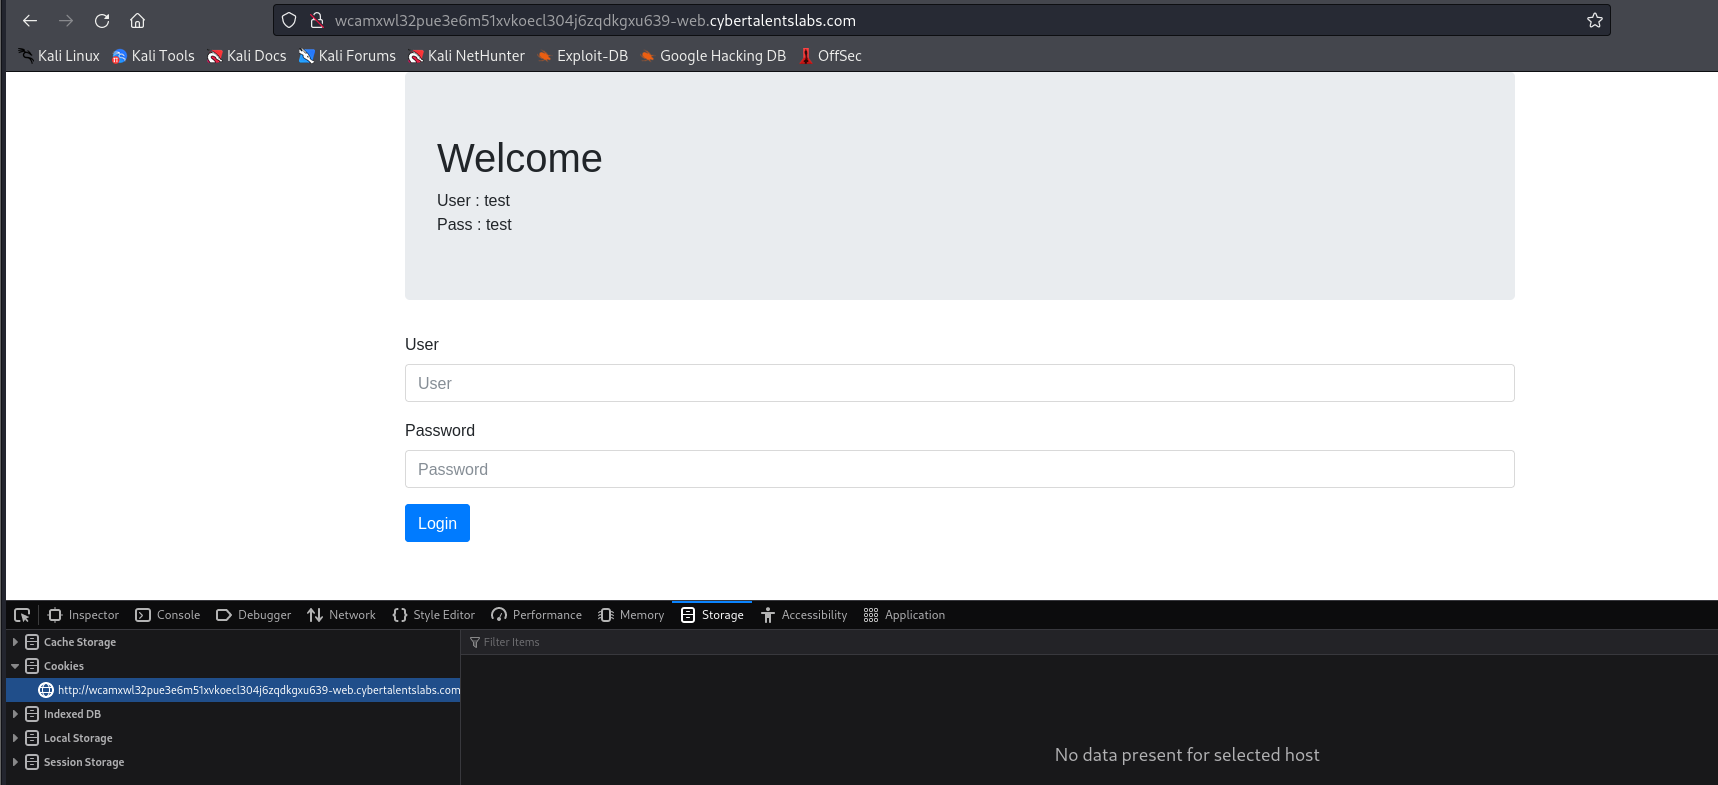 wcamxwl32pue3e6m51xvkoecl304j6zqdkgxu639-web.cybertalentslabs.com
Kali Linux Kali Tools Kali Docs Kali Forums Kali NetHunter Exploit-DB Google Hacking DB OffSec
Welcome
User : test
Pass : test
User
User
Password
Password
Login
Inspector Console Debugger Network Style Editor Performance Memory Storage Accessibility Application
Cache Storage
Filter Items
Cookies
http://wcamxwl32pue3e6m51xvkoecl304j6zqdkgxu639-web.cybertalentslabs.com
Indexed DB
Local Storage
Session Storage
No data present for selected host